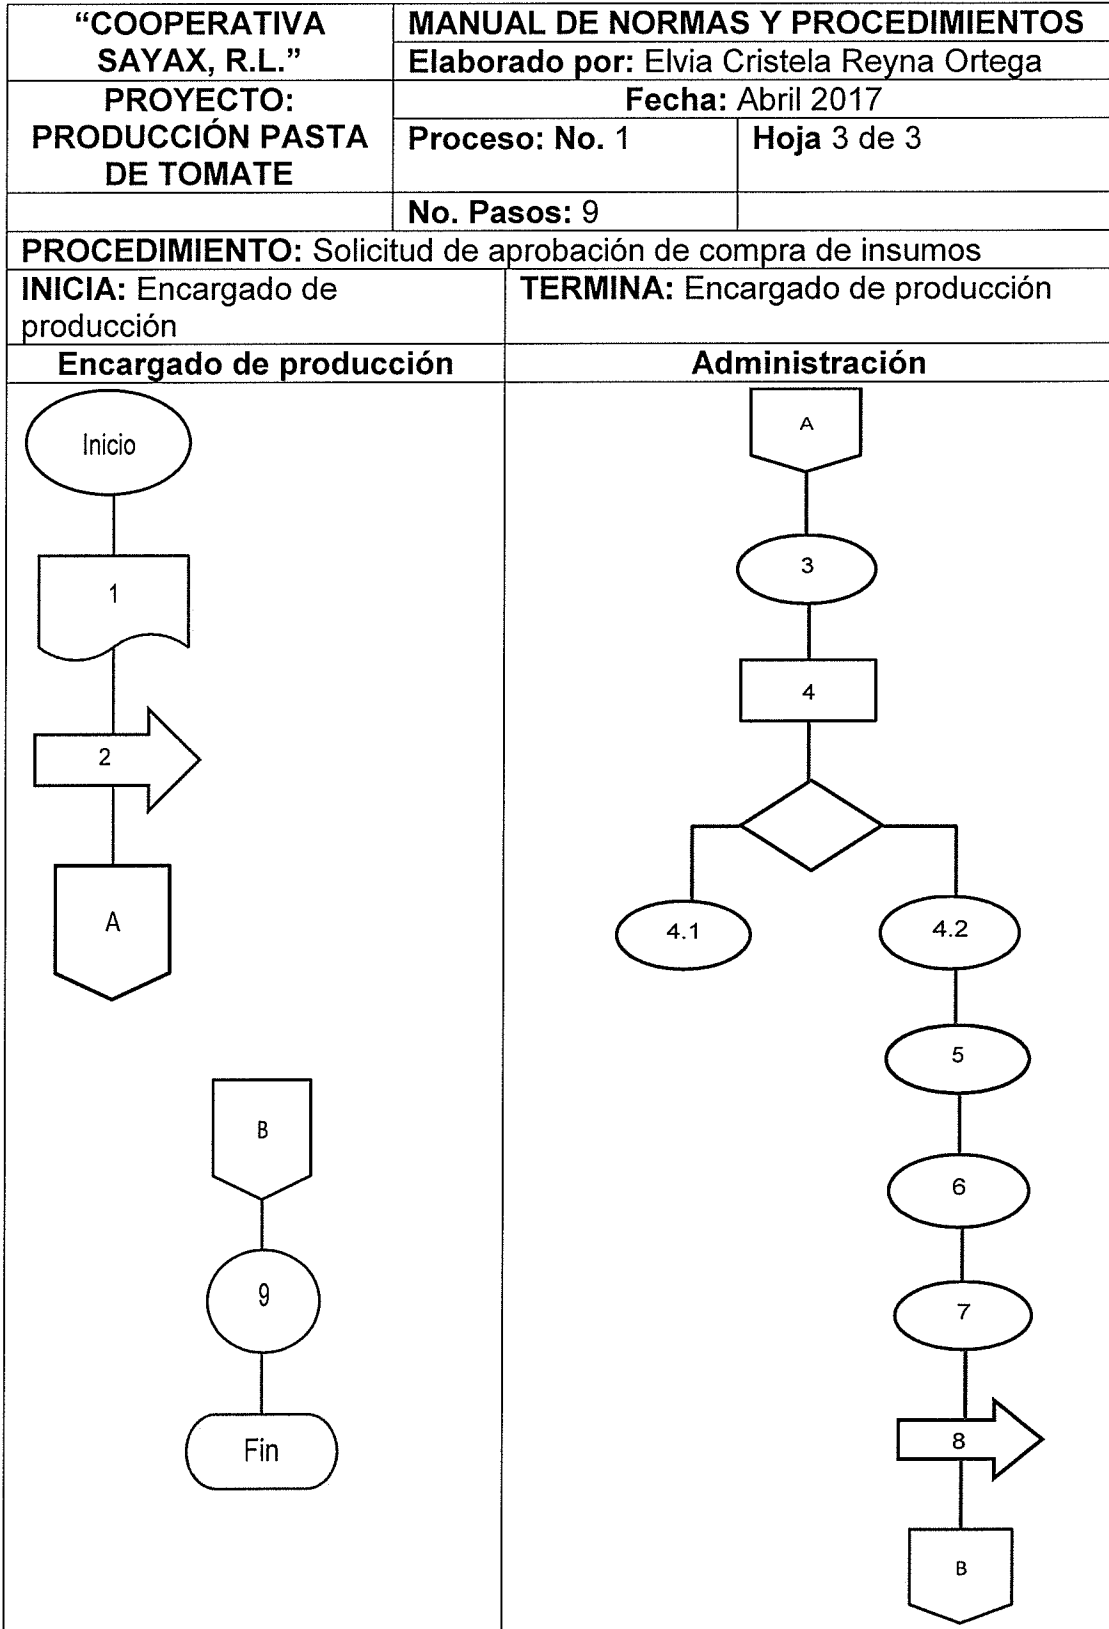 “COOPERATIVA
SAYAX, R.L.”
MANUAL DE NORMAS Y PROCEDIMIENTOS
Elaborado por: Elvia Cristela Reyna Ortega
PROYECTO:
PRODUCCIÓN PASTA
DE TOMATE
Fecha: Abril 2017
Proceso: No. 1
Hoja 3 de 3
No. Pasos: 9
PROCEDIMIENTO: Solicitud de aprobación de compra de insumos
INICIA: Encargado de
producción
TERMINA: Encargado de producción
Encargado de producción
Administración
Inicio
1
2
A
B
9
Fin
A
3
4
4.1
4.2
5
6
7
8
B